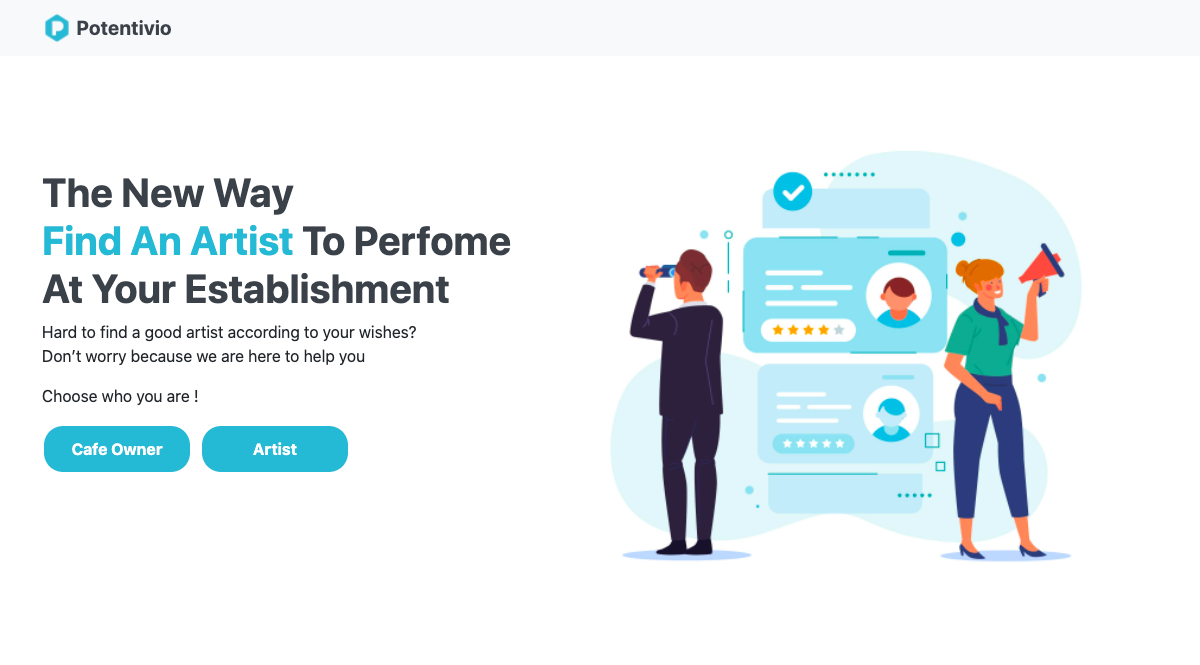 Potentivio
The New Way
Find An Artist To Perfome
At Your Establishment
Hard to find a good artist according to your wishes?
Don’t worry because we are here to help you
Choose who you are !
Cafe Owner
Artist